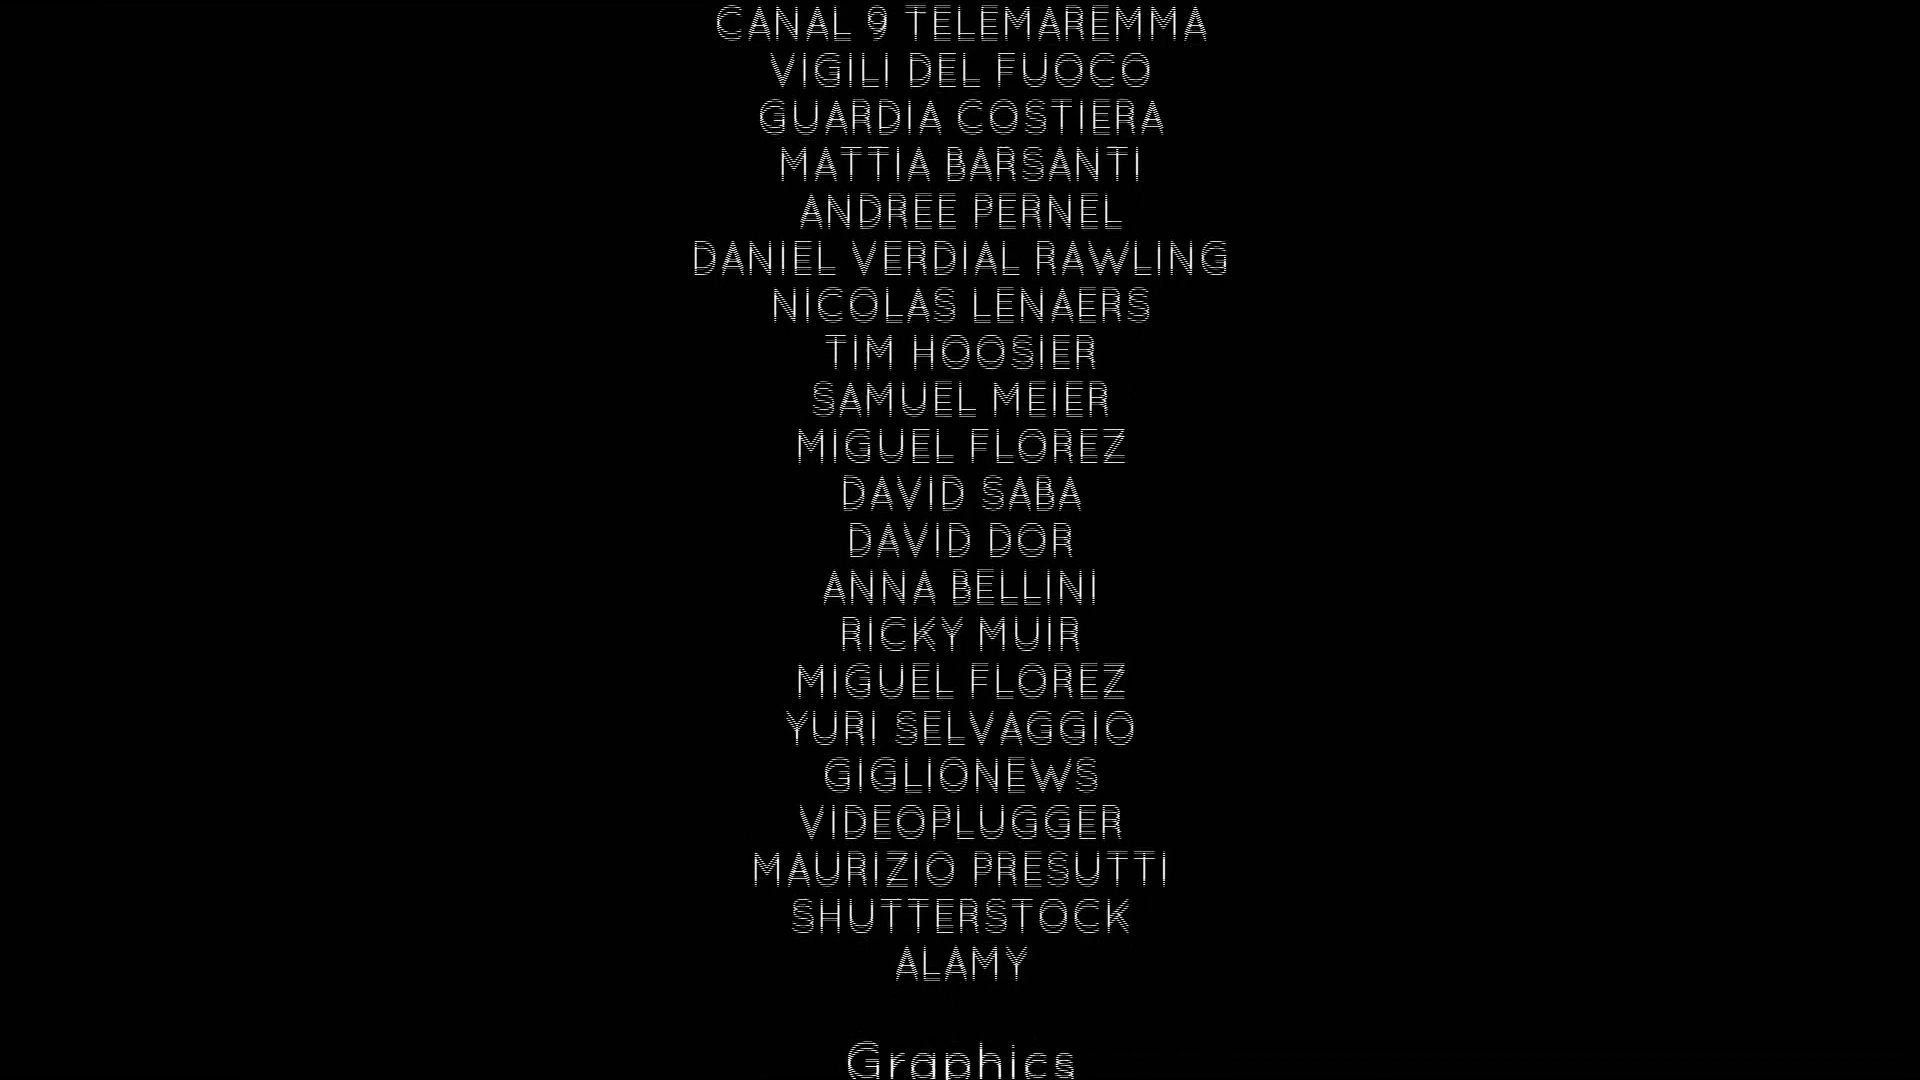 CANAL 9 TELEMAREMMA
VIGILI DEL FUOCO
GUARDIA COSTIERA
MATTIA BARSANTI
ANDREE PERNEL
DANIEL VERDIAL RAWLING
NICOLAS LENAERS
TIM HOOSIER
SAMUEL MEIER
MIGUEL FLOREZ
DAVID SABA
DAVID DOR
ANNA BELLINI
RICKY MUIR
MIGUEL FLOREZ
YURI SELVAGGIO
GIGLIONEWS
VIDEOPLUGGER
MAURIZIO PRESUTTI
SHUTTERSTOCK
ALAMY
Graphics